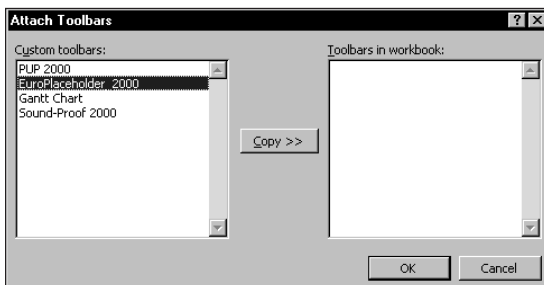 Attach Toolbars
Custom toolbars:
Toolbars in workbook:
PUP 2000
EuroPlaceholder 2000
Gantt Chart
Sound-Proof 2000
Copy >>
OK
Cancel